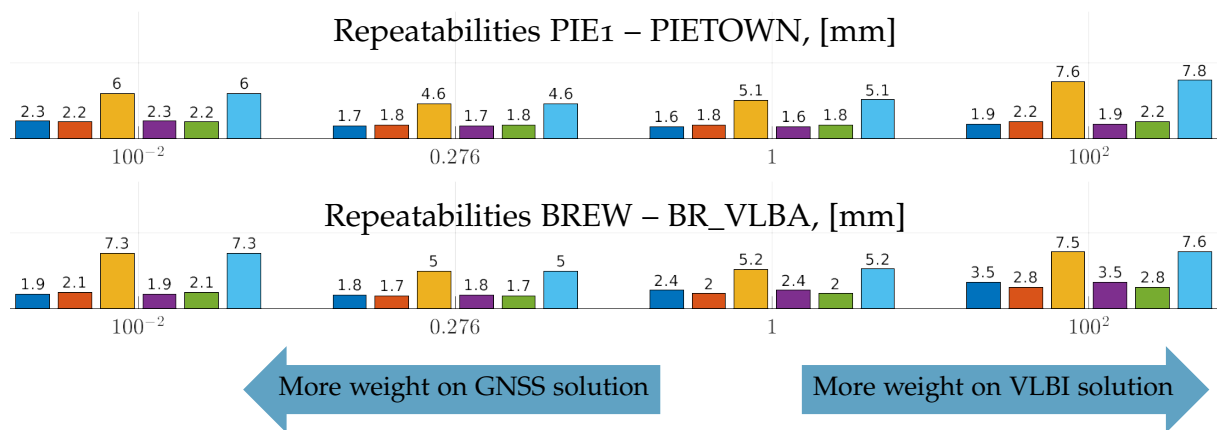 Repeatabilities PIE1 – PIETOWN, [mm]
2.3 2.2 6 2.3 2.2 6 1.7 1.8 4.6 1.7 1.8 4.6 1.6 1.8 5.1 1.6 1.8 5.1 1.9 2.2 7.6 1.9 2.2 7.8
100⁻² 0.276 1 100²
Repeatabilities BREW – BR_VLBA, [mm]
1.9 2.1 7.3 1.9 2.1 7.3 1.8 1.7 5 1.8 1.7 5 2.4 2 5.2 2.4 2 5.2 3.5 2.8 7.5 3.5 2.8 7.6
100⁻² 0.276 1 100²
More weight on GNSS solution More weight on VLBI solution